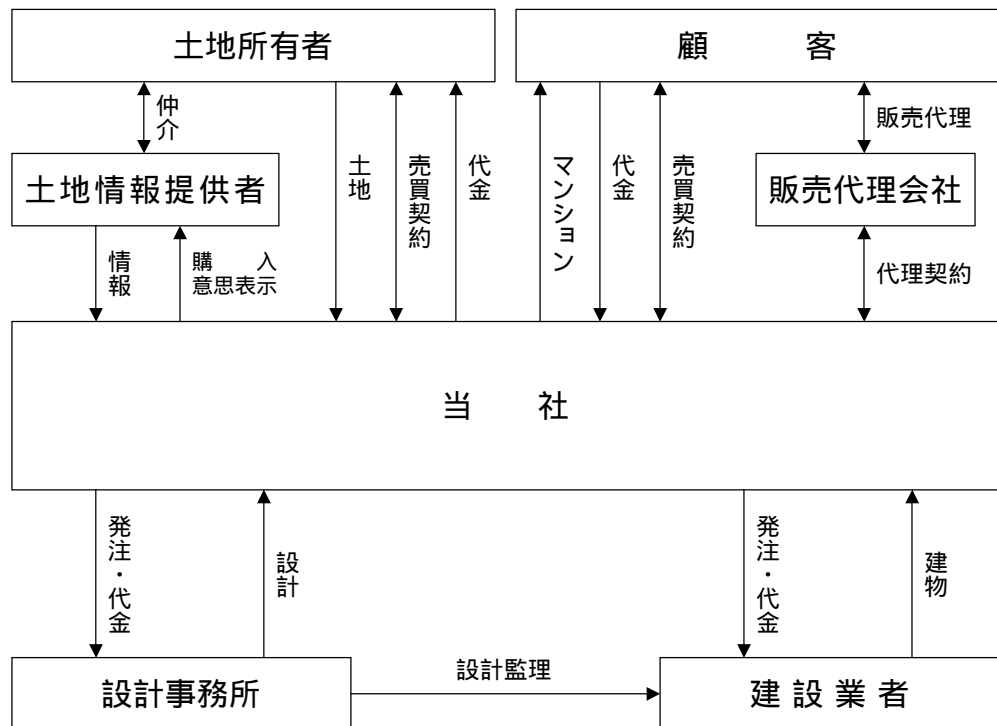 土地所有者
顧客
仲介
販売代理
土地情報提供者
土地
売買契約
代金
マンション
代金
売買契約
販売代理会社
情報
購入
意思表示
代理契約
当社
発注・代金
設計
発注・代金
建物
設計事務所
設計監理
建設業者